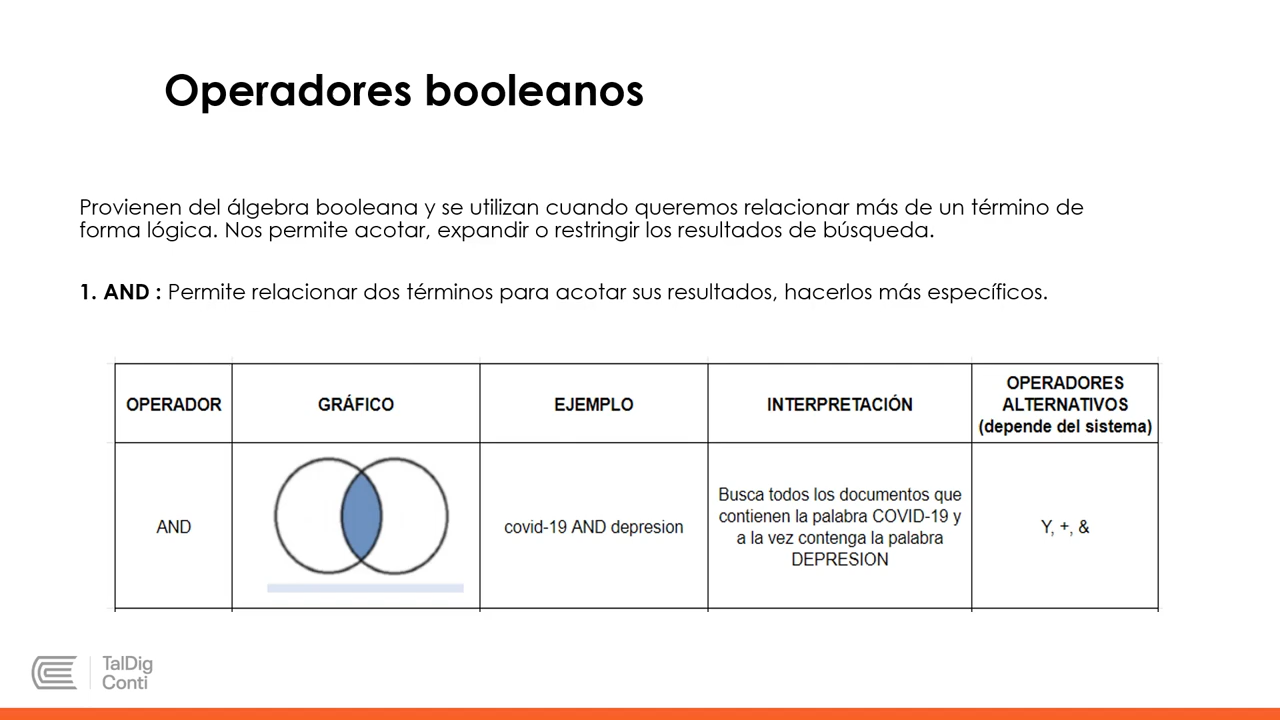 Operadores booleanos
Provienen del álgebra booleana y se utilizan cuando queremos relacionar más de un término de
forma lógica. Nos permite acotar, expandir o restringir los resultados de búsqueda.
1. AND : Permite relacionar dos términos para acotar sus resultados, hacerlos más específicos.
OPERADOR
GRÁFICO
EJEMPLO
INTERPRETACIÓN
OPERADORES
ALTERNATIVOS
(depende del sistema)
AND
covid-19 AND depresion
Busca todos los documentos que
contienen la palabra COVID-19 y
a la vez contenga la palabra
DEPRESION
Y, +, &
TalDig
Conti